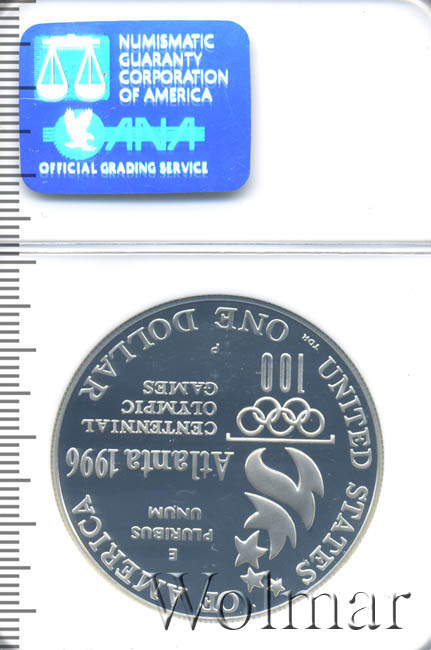 NUMISMATIC
GUARANTY
CORPORATION
OF AMERICA
ANA
OFFICIAL GRADING SERVICE
UNITED STATES OF AMERICA
ONE DOLLAR
P
TDR
E
PLURIBUS
UNUM
Atlanta 1996
CENTENNIAL
OLYMPIC
GAMES
100
Wolmar